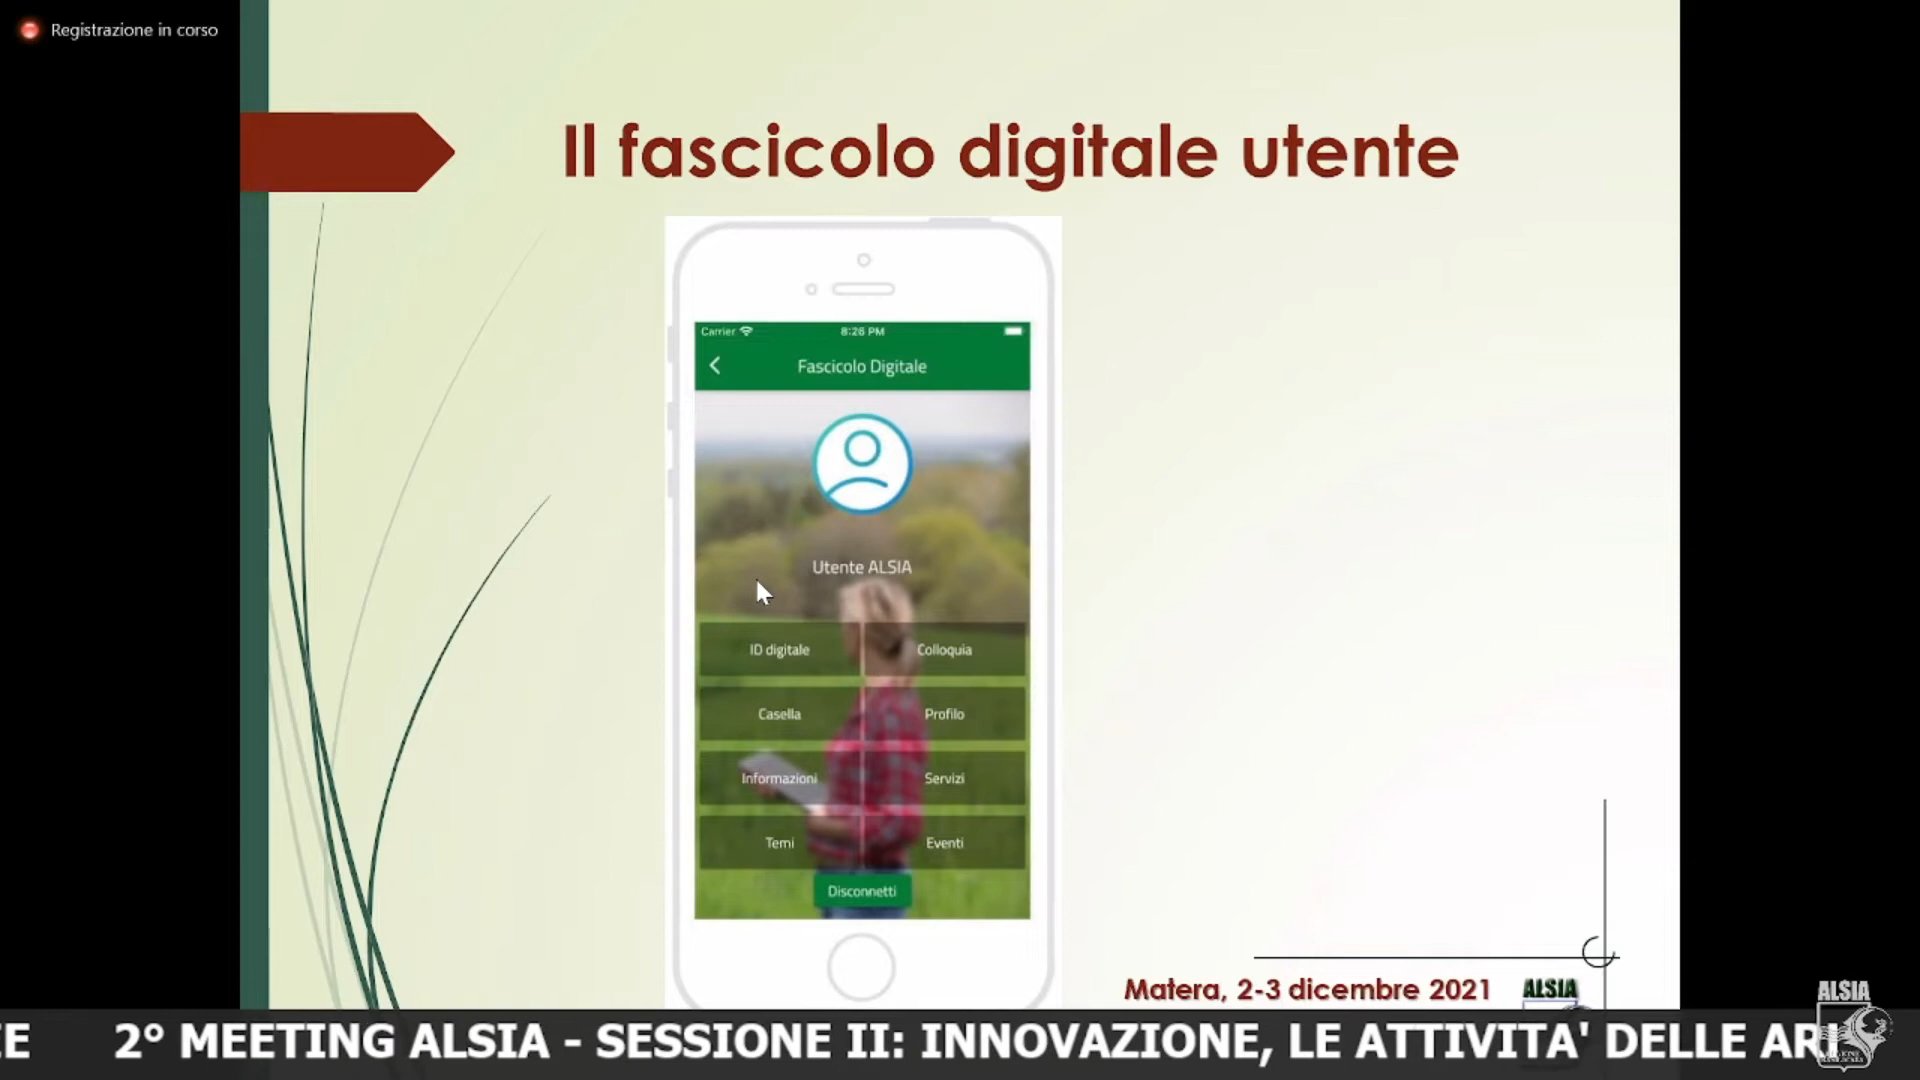 Registrazione in corso
Il fascicolo digitale utente
Carrier 8:26 PM
Fascicolo Digitale
Utente ALSIA
ID digitale Colloquia
Casella Profilo
Informazioni Servizi
Temi Eventi
Disconnetti
Matera, 2-3 dicembre 2021 ALSIA
ALSIA
2° MEETING ALSIA - SESSIONE II: INNOVAZIONE, LE ATTIVITA' DELLE